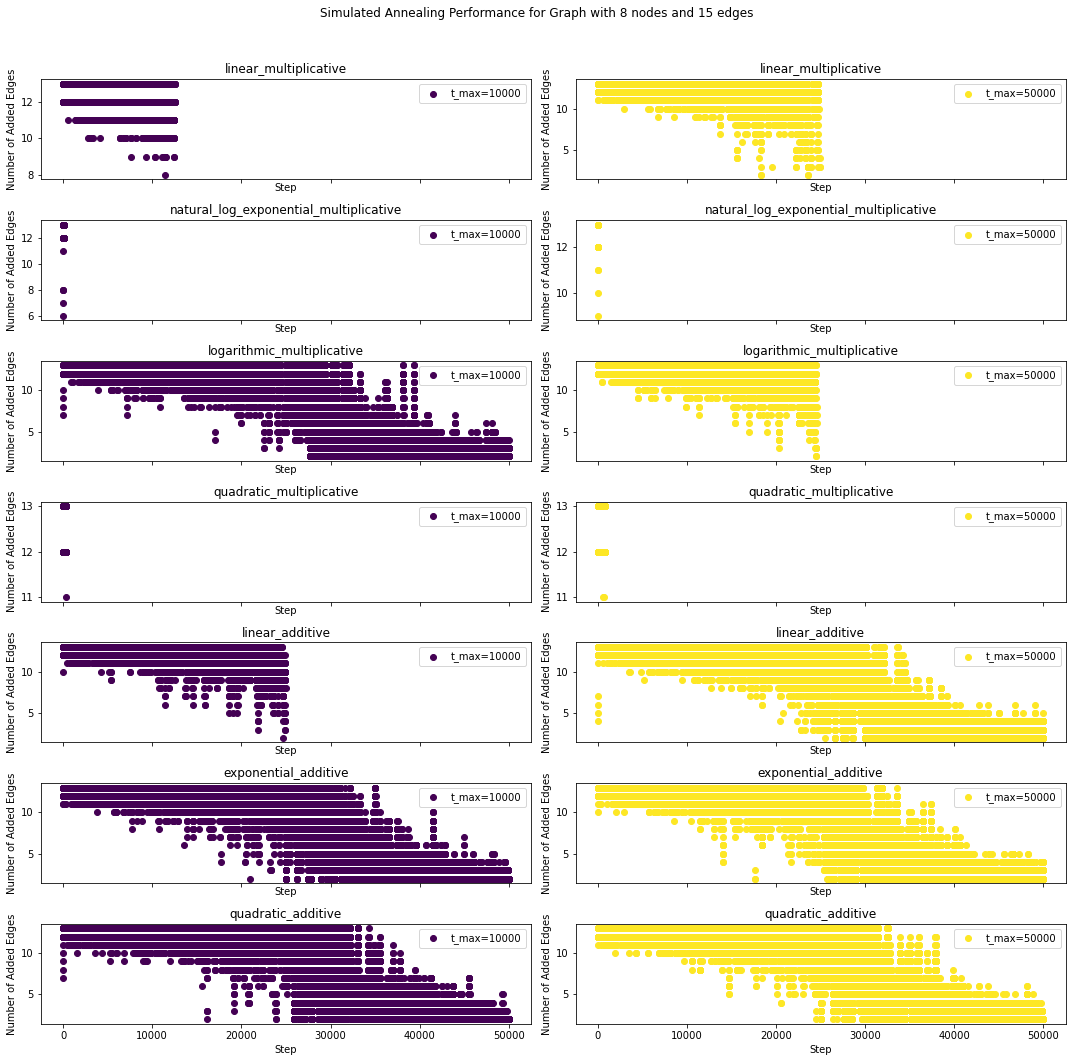 Simulated Annealing Performance for Graph with 8 nodes and 15 edges
linear_multiplicative
Number of Added Edges
12
10
8
t_max=10000
Step
linear_multiplicative
Number of Added Edges
10
5
t_max=50000
Step
natural_log_exponential_multiplicative
Number of Added Edges
12
10
8
6
t_max=10000
Step
natural_log_exponential_multiplicative
Number of Added Edges
12
10
t_max=50000
Step
logarithmic_multiplicative
Number of Added Edges
10
5
t_max=10000
Step
logarithmic_multiplicative
Number of Added Edges
10
5
t_max=50000
Step
quadratic_multiplicative
Number of Added Edges
13
12
11
t_max=10000
Step
quadratic_multiplicative
Number of Added Edges
13
12
11
t_max=50000
Step
linear_additive
Number of Added Edges
10
5
t_max=10000
Step
linear_additive
Number of Added Edges
10
5
t_max=50000
Step
exponential_additive
Number of Added Edges
10
5
t_max=10000
Step
exponential_additive
Number of Added Edges
10
5
t_max=50000
Step
quadratic_additive
Number of Added Edges
10
5
t_max=10000
0 10000 20000 30000 40000 50000
Step
quadratic_additive
Number of Added Edges
10
5
t_max=50000
0 10000 20000 30000 40000 50000
Step